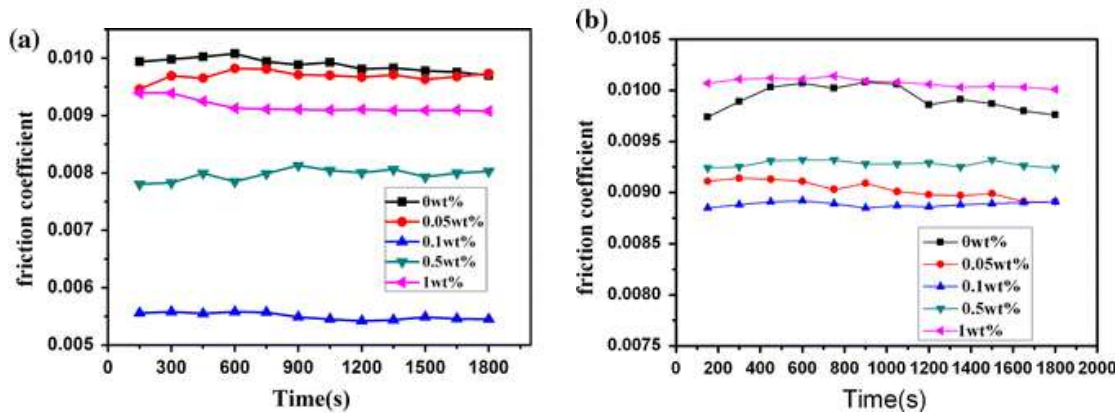 (a)
0.010
0.009
0.008
0.007
0.006
0.005
friction coefficient
0wt%
0.05wt%
0.1wt%
0.5wt%
1wt%
0 300 600 900 1200 1500 1800
Time(s)
(b)
0.0105
0.0100
0.0095
0.0090
0.0085
0.0080
0.0075
friction coefficient
0wt%
0.05wt%
0.1wt%
0.5wt%
1wt%
200 400 600 800 1000 1200 1400 1600 1800 2000
Time(s)